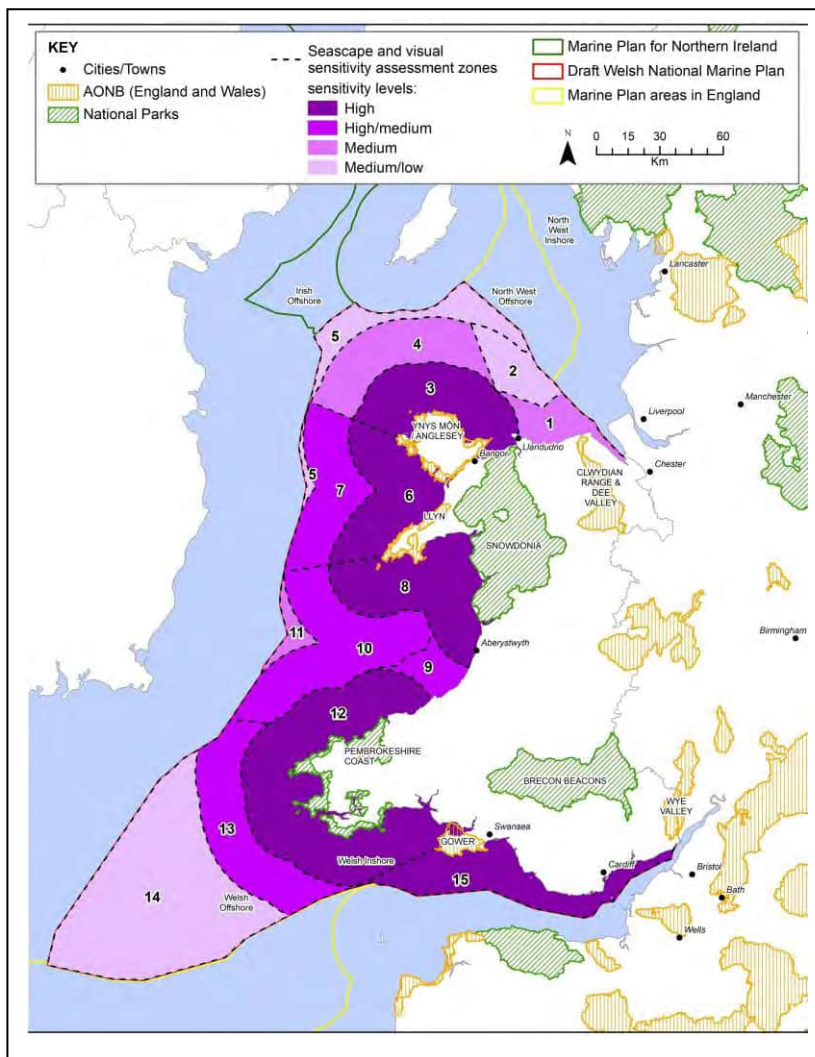 KEY
Cities/Towns
AONB (England and Wales)
National Parks
Seascape and visual
sensitivity assessment zones
sensitivity levels:
High
High/medium
Medium
Medium/low
Marine Plan for Northern Ireland
Draft Welsh National Marine Plan
Marine Plan areas in England
N
0 15 30 60
Km
North
West
Inshore
Lancaster
Irish
Offshore
North West
Offshore
5
4
2
3
Manchester
Liverpool
1
YNYS MÔN
/ ANGLESEY
Llandudno
Bangor
Chester
5
7
6
CLWYDIAN
RANGE &
DEE
VALLEY
LLYN
SNOWDONIA
8
11
Birmingham
10
Aberystwyth
9
12
PEMBROKESHIRE
COAST
BRECON BEACONS
WYE
VALLEY
13
Swansea
GOWER
Welsh Inshore
Cardiff
Bristol
15
14
Welsh
Offshore
Bath
Wells